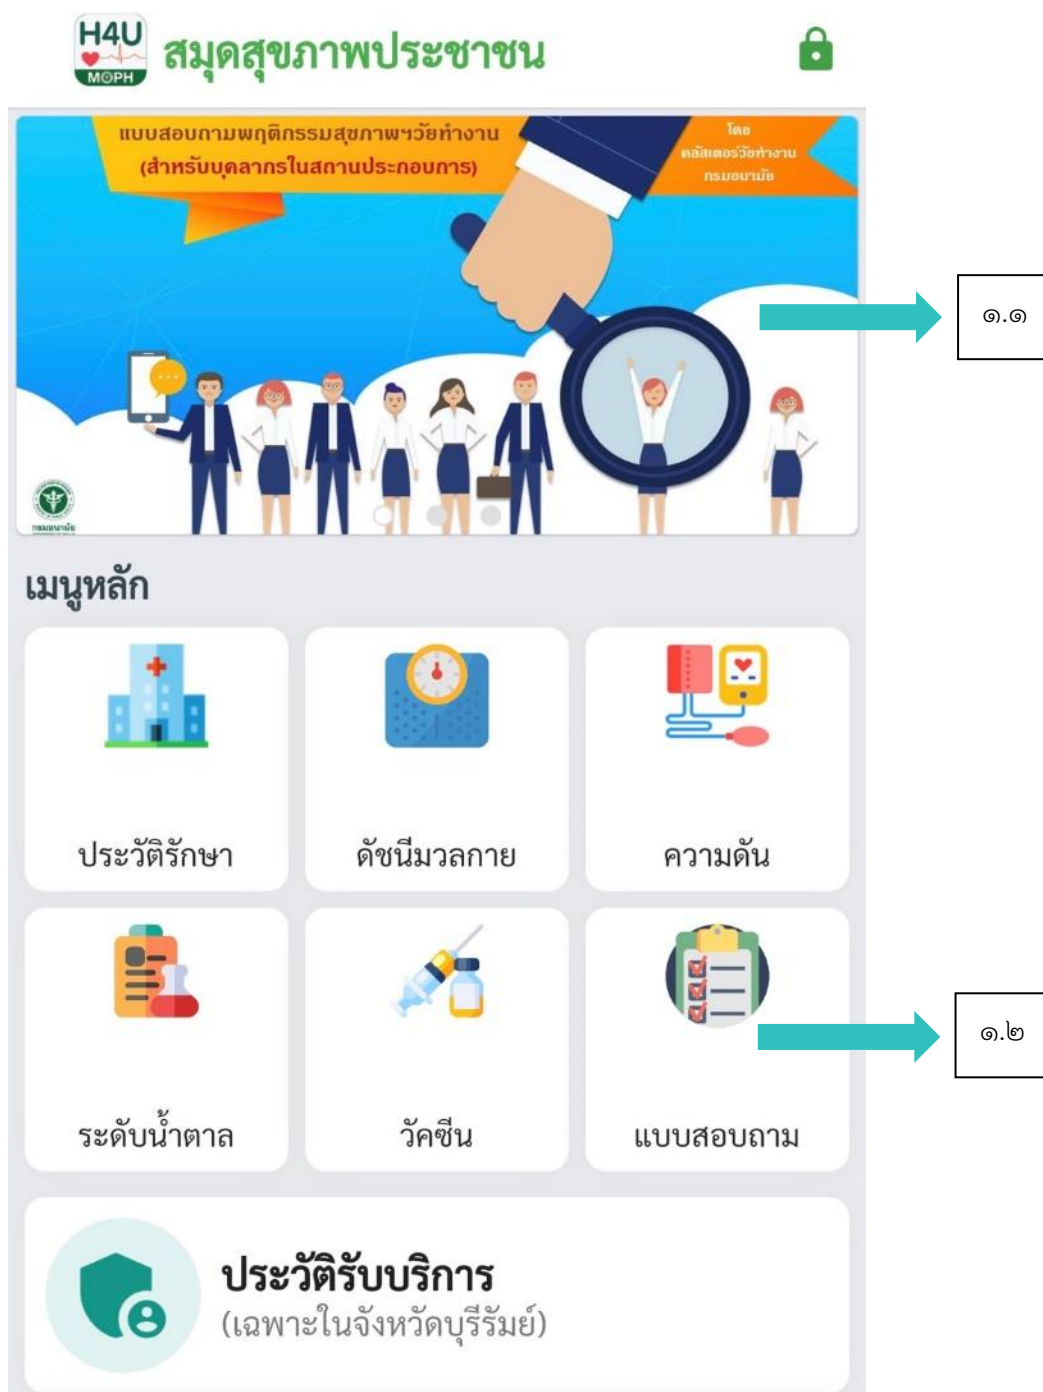 H4U
MOPH
สมุดสุขภาพประชาชน
แบบสอบถามพฤติกรรมสุขภาพฯวัยทำงาน
(สำหรับบุคลากรในสถานประกอบการ)
โดย
คลัสเตอร์วัยทำงาน
กรมอนามัย
๑.๑
กรมอนามัย
เมนูหลัก
ประวัติรักษา
ดัชนีมวลกาย
ความดัน
๑.๒
ระดับน้ำตาล
วัคซีน
แบบสอบถาม
ประวัติรับบริการ
(เฉพาะในจังหวัดบุรีรัมย์)